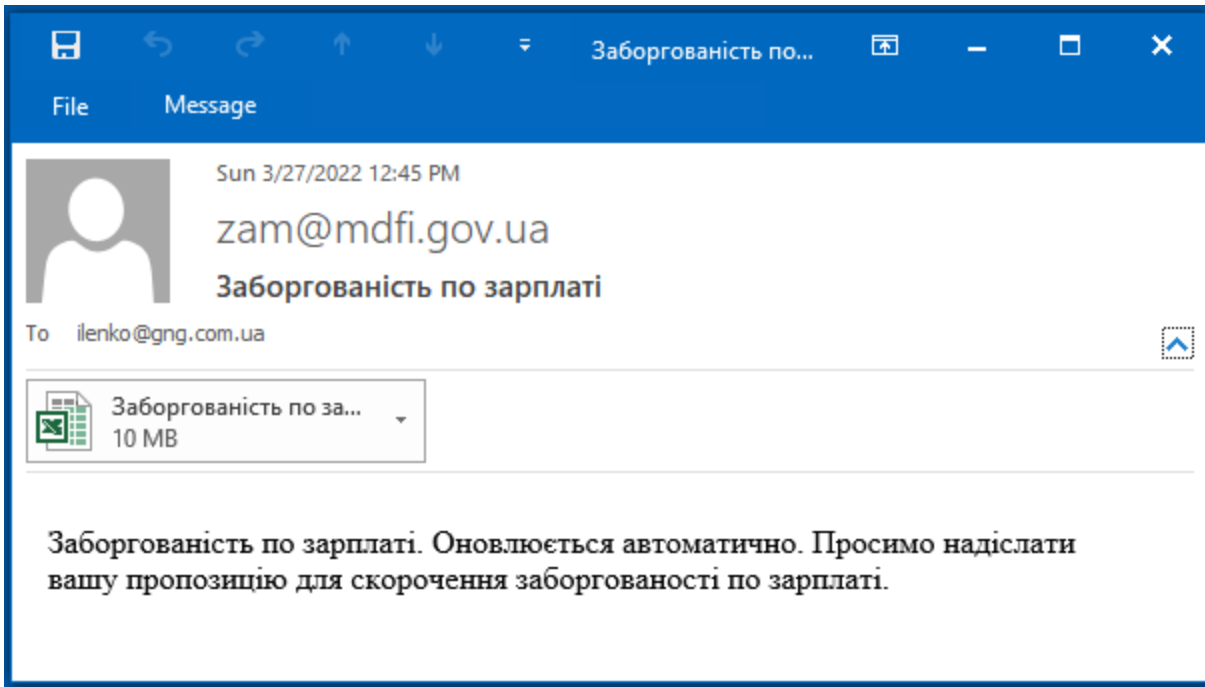 Заборгованість по...
File Message
Sun 3/27/2022 12:45 PM
zam@mdfi.gov.ua
Заборгованість по зарплаті
To ilenko@gng.com.ua
Заборгованість по за...
10 MB
Заборгованість по зарплаті. Оновлюється автоматично. Просимо надіслати
вашу пропозицію для скорочення заборгованості по зарплаті.